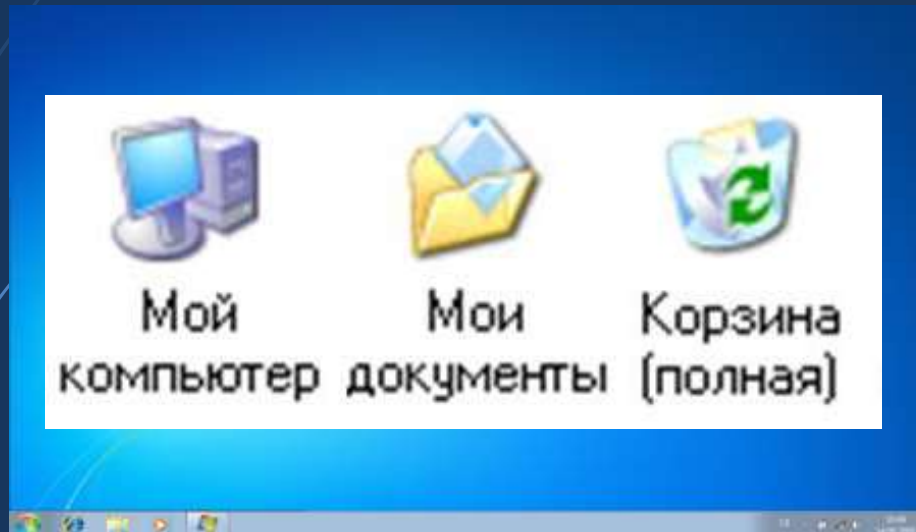 Мой
компьютер
Мои
документы
Корзина
(полная)